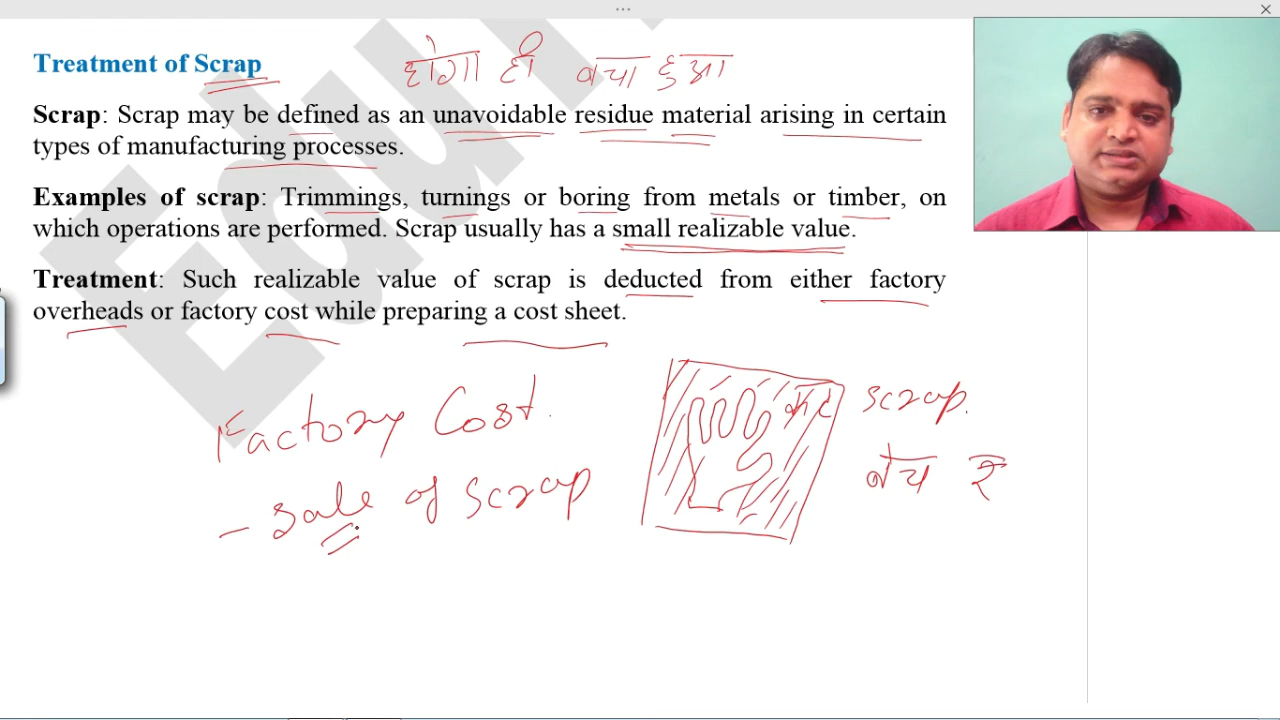 Treatment of Scrap
होगा ही बचा हुआ
Scrap: Scrap may be defined as an unavoidable residue material arising in certain
types of manufacturing processes.
Examples of scrap: Trimmings, turnings or boring from metals or timber, on
which operations are performed. Scrap usually has a small realizable value.
Treatment: Such realizable value of scrap is deducted from either factory
overheads or factory cost while preparing a cost sheet.
Factory Cost.
- Sale of Scrap
scrap.
बेच ₹